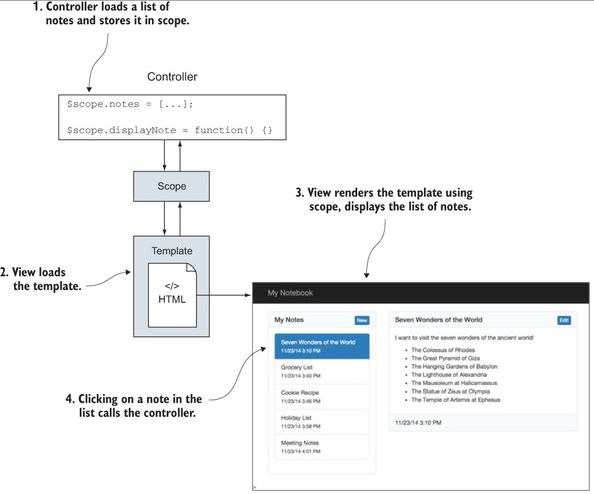 1. Controller loads a list of
notes and stores it in scope.
Controller
$scope.notes = [...];
$scope.displayNote = function() {}
Scope
3. View renders the template using
scope, displays the list of notes.
Template
2. View loads
the template.
</>
HTML
My Notebook
My Notes
New
Seven Wonders of the World
11/23/14 3:10 PM
Grocery List
11/23/14 3:40 PM
Cookie Recipe
11/23/14 3:46 PM
Holiday List
11/23/14 3:58 PM
Meeting Notes
11/23/14 4:01 PM
Seven Wonders of the World
Edit
I want to visit the seven wonders of the ancient world!
• The Colossus of Rhodes
• The Great Pyramid of Giza
• The Hanging Gardens of Babylon
• The Lighthouse of Alexandria
• The Mausoleum at Halicarnassus
• The Statue of Zeus at Olympia
• The Temple of Artemis at Ephesus
11/23/14 3:10 PM
4. Clicking on a note in the
list calls the controller.
>